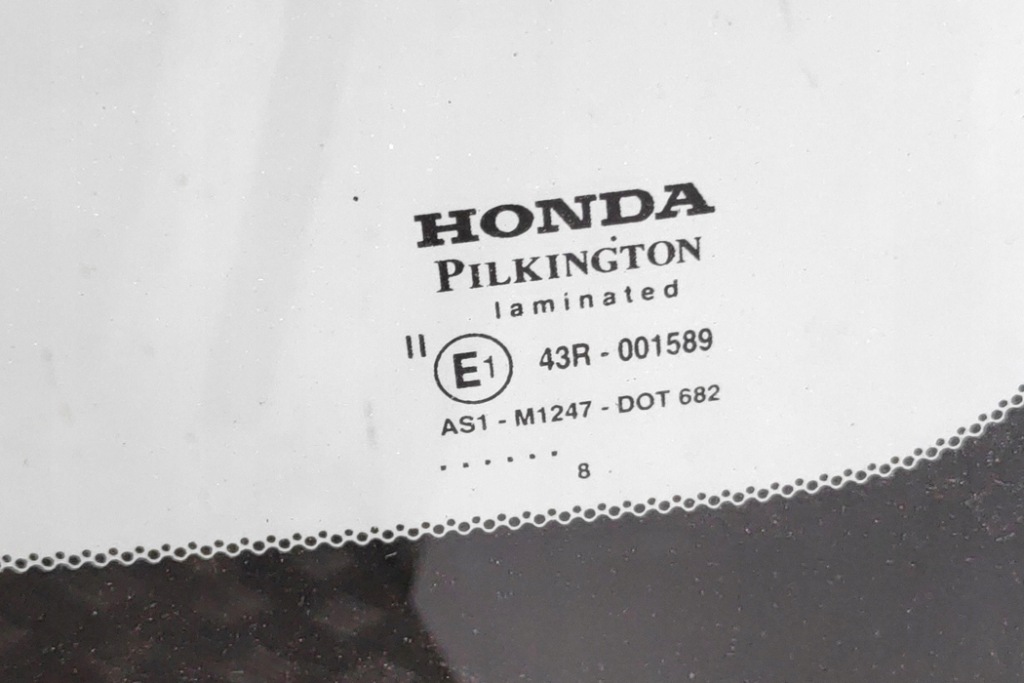 HONDA
PILKINGTON
laminated
II E1 43R - 001589
AS1 - M1247 - DOT 682
. . . . . .
8